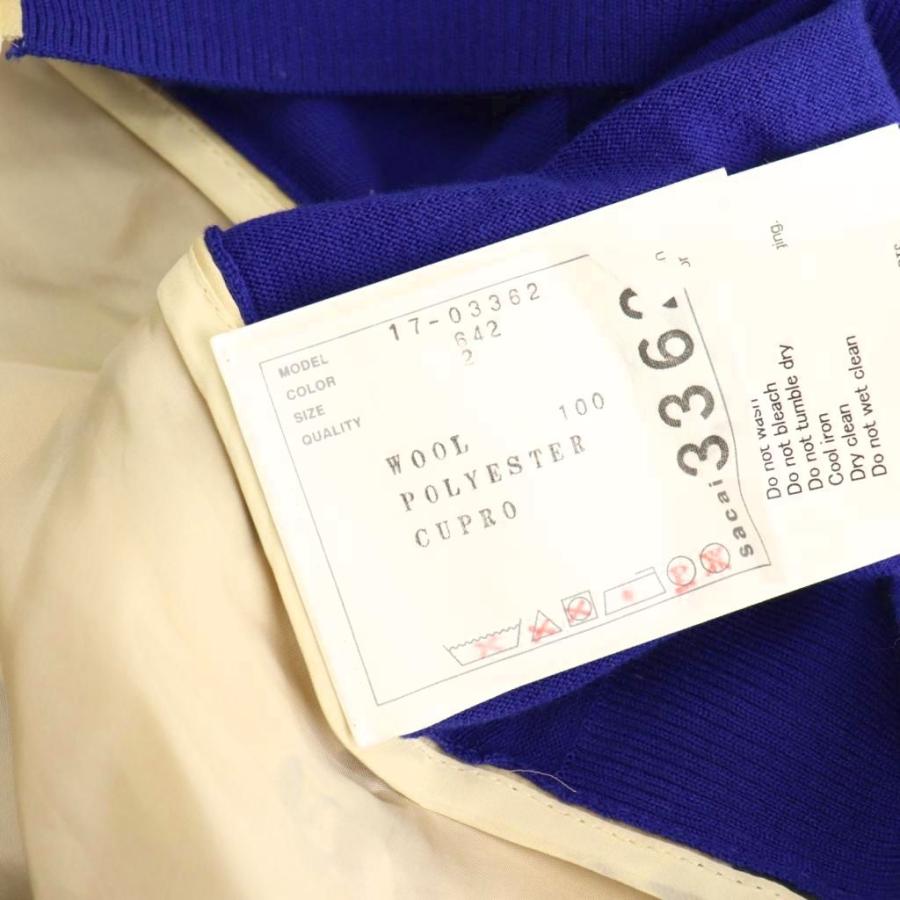 MODEL 17-03362
COLOR 642
SIZE 2
QUALITY
WOOL 100
POLYESTER
CUPRO
sacai 336
Do not wash
Do not bleach
Do not tumble dry
Cool iron
Dry clean
Do not wet clean